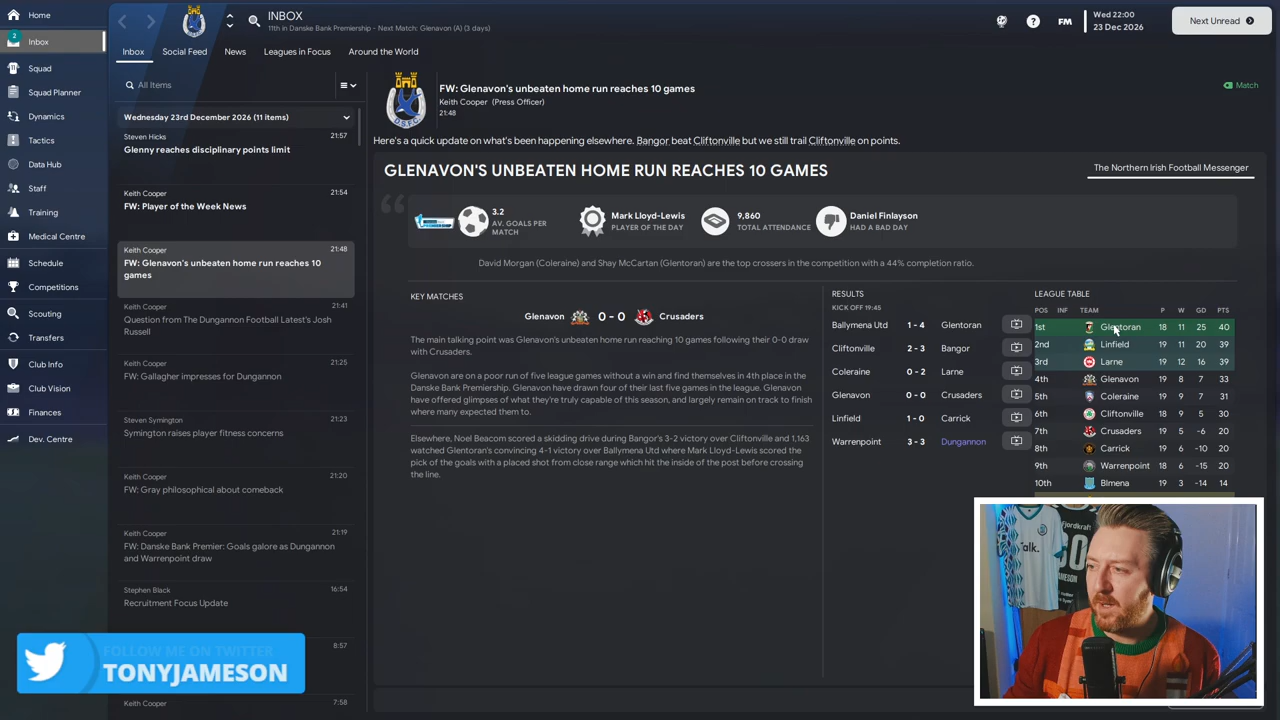 Home
2
Inbox
Squad
Squad Planner
Dynamics
Tactics
Data Hub
Staff
Training
Medical Centre
Schedule
Competitions
Scouting
Transfers
Club Info
Club Vision
Finances
Dev. Centre
INBOX
11th in Danske Bank Premiership - Next Match: Glenavon (A) (3 days)
?
FM
Wed 22:00
23 Dec 2026
Next Unread
Inbox
Social Feed
News
Leagues in Focus
Around the World
All Items
Wednesday 23rd December 2026 (11 items)
Steven Hicks 21:57
Glenny reaches disciplinary points limit
Keith Cooper 21:54
FW: Player of the Week News
Keith Cooper 21:48
FW: Glenavon's unbeaten home run reaches 10
games
Keith Cooper 21:41
Question from The Dungannon Football Latest's Josh
Russell
Keith Cooper 21:25
FW: Gallagher impresses for Dungannon
Steven Symington 21:23
Symington raises player fitness concerns
Keith Cooper 21:20
FW: Gray philosophical about comeback
Keith Cooper 21:19
FW: Danske Bank Premier: Goals galore as Dungannon
and Warrenpoint draw
Stephen Black 16:54
Recruitment Focus Update
8:57
Keith Cooper 7:58
FW: Glenavon's unbeaten home run reaches 10 games
Keith Cooper (Press Officer)
21:48
Match
Here's a quick update on what's been happening elsewhere. Bangor beat Cliftonville but we still trail Cliftonville on points.
GLENAVON'S UNBEATEN HOME RUN REACHES 10 GAMES
The Northern Irish Football Messenger
3.2
AV. GOALS PER
MATCH
Mark Lloyd-Lewis
PLAYER OF THE DAY
9,860
TOTAL ATTENDANCE
Daniel Finlayson
HAD A BAD DAY
David Morgan (Coleraine) and Shay McCartan (Glentoran) are the top crossers in the competition with a 44% completion ratio.
KEY MATCHES
Glenavon 0 - 0 Crusaders
The main talking point was Glenavon's unbeaten home run reaching 10 games following their 0-0 draw
with Crusaders.
Glenavon are on a poor run of five league games without a win and find themselves in 4th place in the
Danske Bank Premiership. Glenavon have drawn four of their last five games in the league. Glenavon
have offered glimpses of what they're truly capable of this season, and largely remain on track to finish
where many expected them to.
Elsewhere, Noel Beacom scored a skidding drive during Bangor's 3-2 victory over Cliftonville and 1,163
watched Glentoran's convincing 4-1 victory over Ballymena Utd where Mark Lloyd-Lewis scored the
pick of the goals with a placed shot from close range which hit the inside of the post before crossing
the line.
RESULTS
KICK OFF 19:45
Ballymena Utd 1 - 4 Glentoran
Cliftonville 2 - 3 Bangor
Coleraine 0 - 2 Larne
Glenavon 0 - 0 Crusaders
Linfield 1 - 0 Carrick
Warrenpoint 3 - 3 Dungannon
LEAGUE TABLE
POS INF TEAM P W GD PTS
1st Glentoran 18 11 25 40
2nd Linfield 19 11 20 39
3rd Larne 19 12 16 39
4th Glenavon 19 8 7 33
5th Coleraine 19 9 7 31
6th Cliftonville 18 9 5 30
7th Crusaders 19 5 -6 20
8th Carrick 19 6 -10 20
9th Warrenpoint 18 6 -15 20
10th Blmena 19 3 -14 14
Talk.
JAMESON
FOLLOW ME ON TWITTER
TONYJAMESON